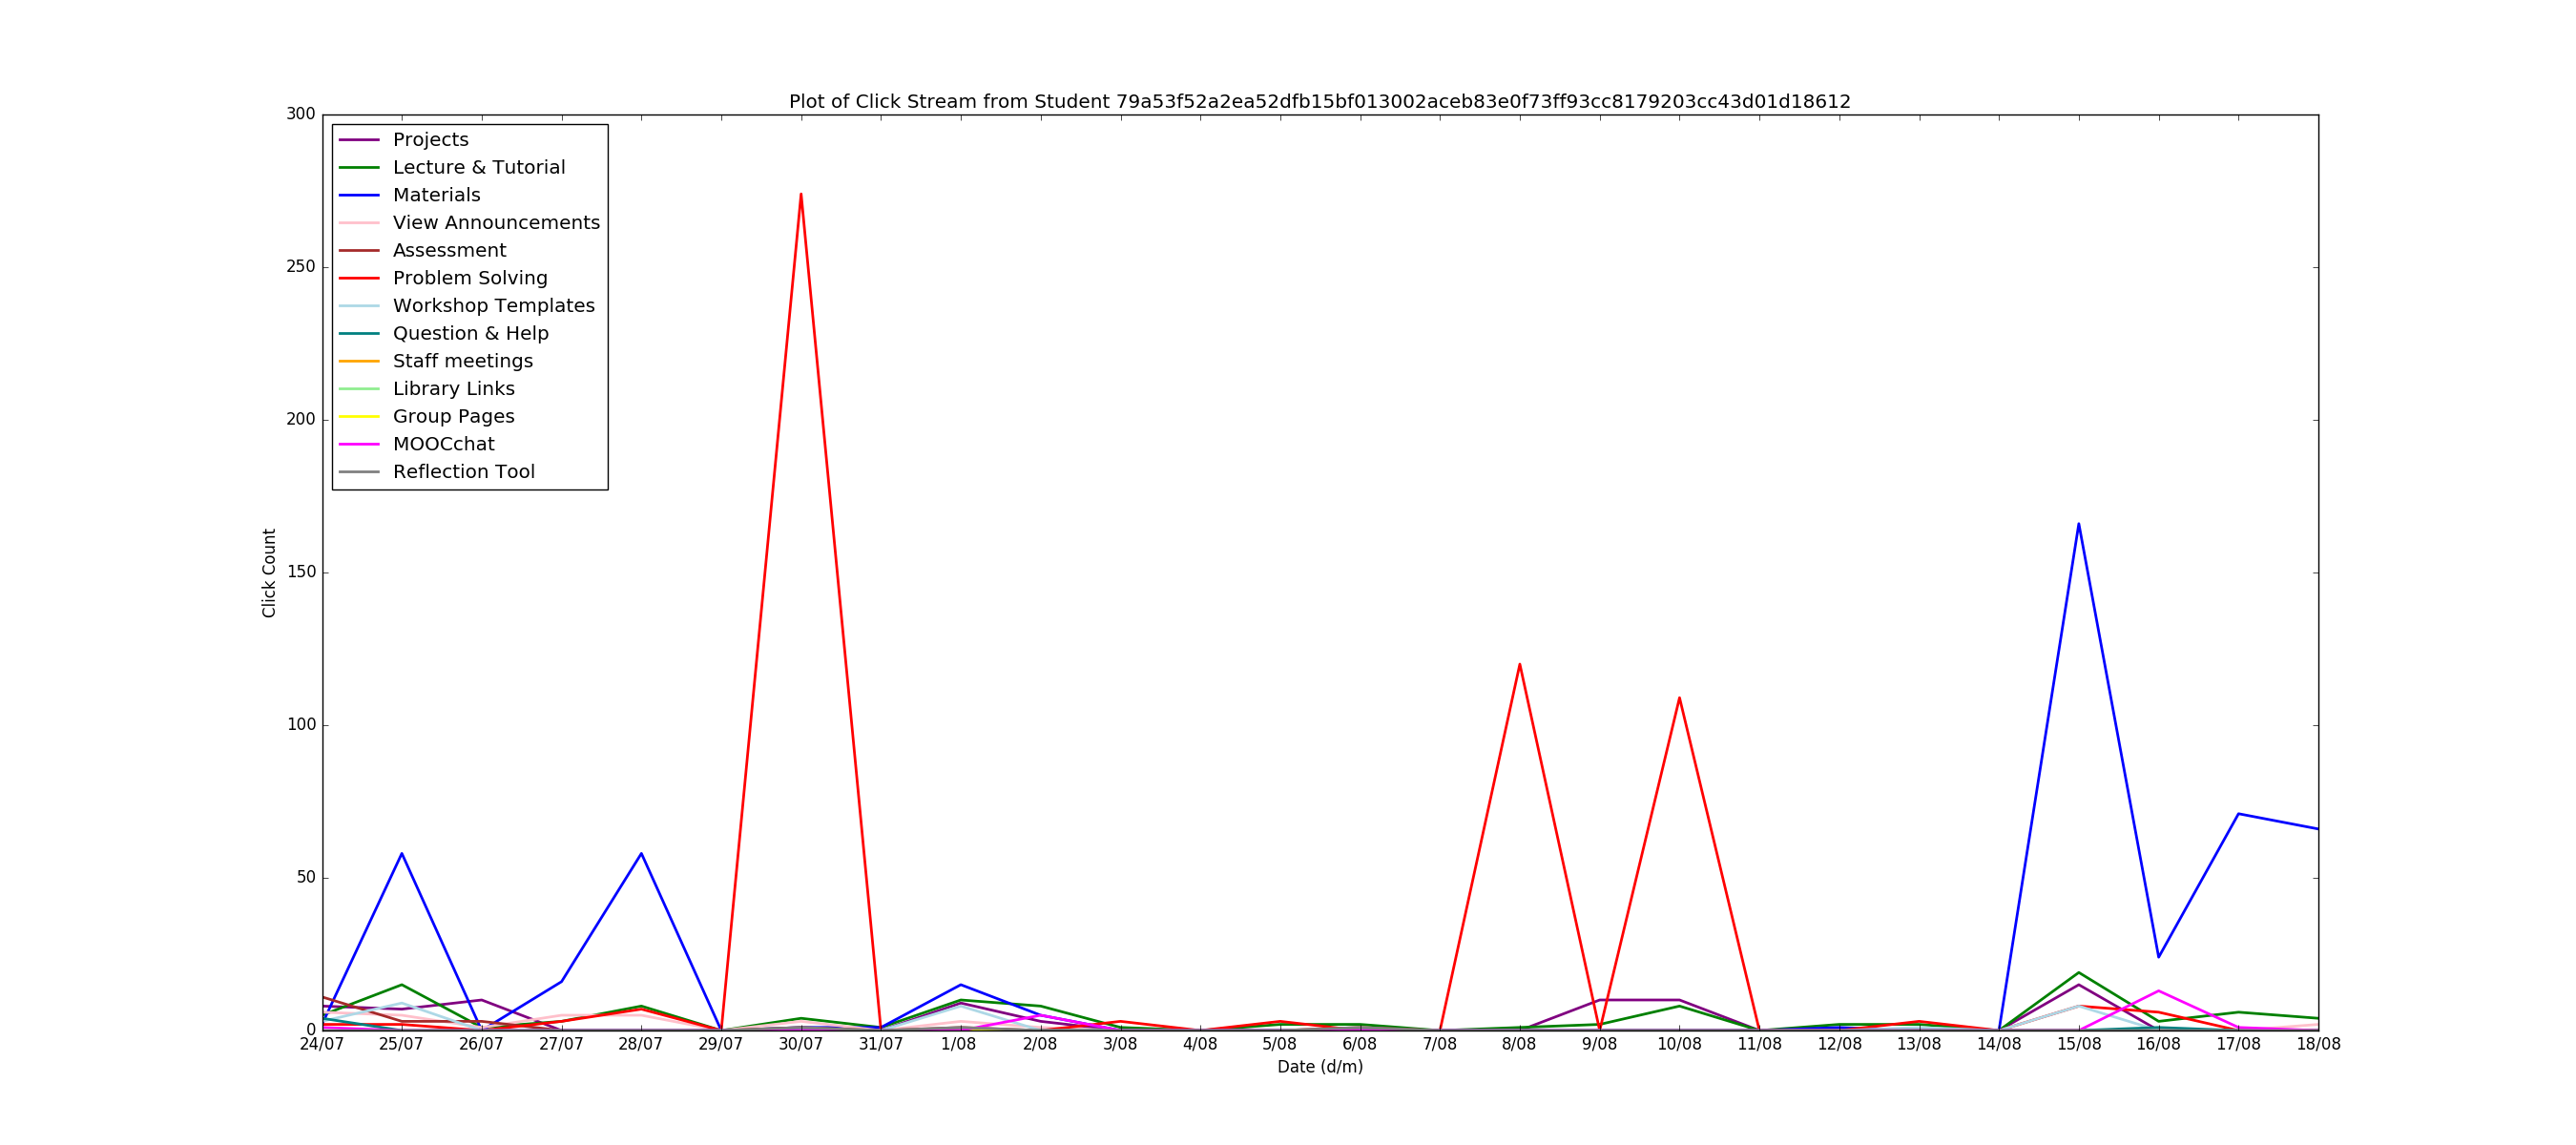 Plot of Click Stream from Student 79a53f52a2ea52dfb15bf013002aceb83e0f73ff93cc8179203cc43d01d18612
300
250
200
150
100
50
0
Click Count
Projects
Lecture & Tutorial
Materials
View Announcements
Assessment
Problem Solving
Workshop Templates
Question & Help
Staff meetings
Library Links
Group Pages
MOOCchat
Reflection Tool
24/07 25/07 26/07 27/07 28/07 29/07 30/07 31/07 1/08 2/08 3/08 4/08 5/08 6/08 7/08 8/08 9/08 10/08 11/08 12/08 13/08 14/08 15/08 16/08 17/08 18/08
Date (d/m)